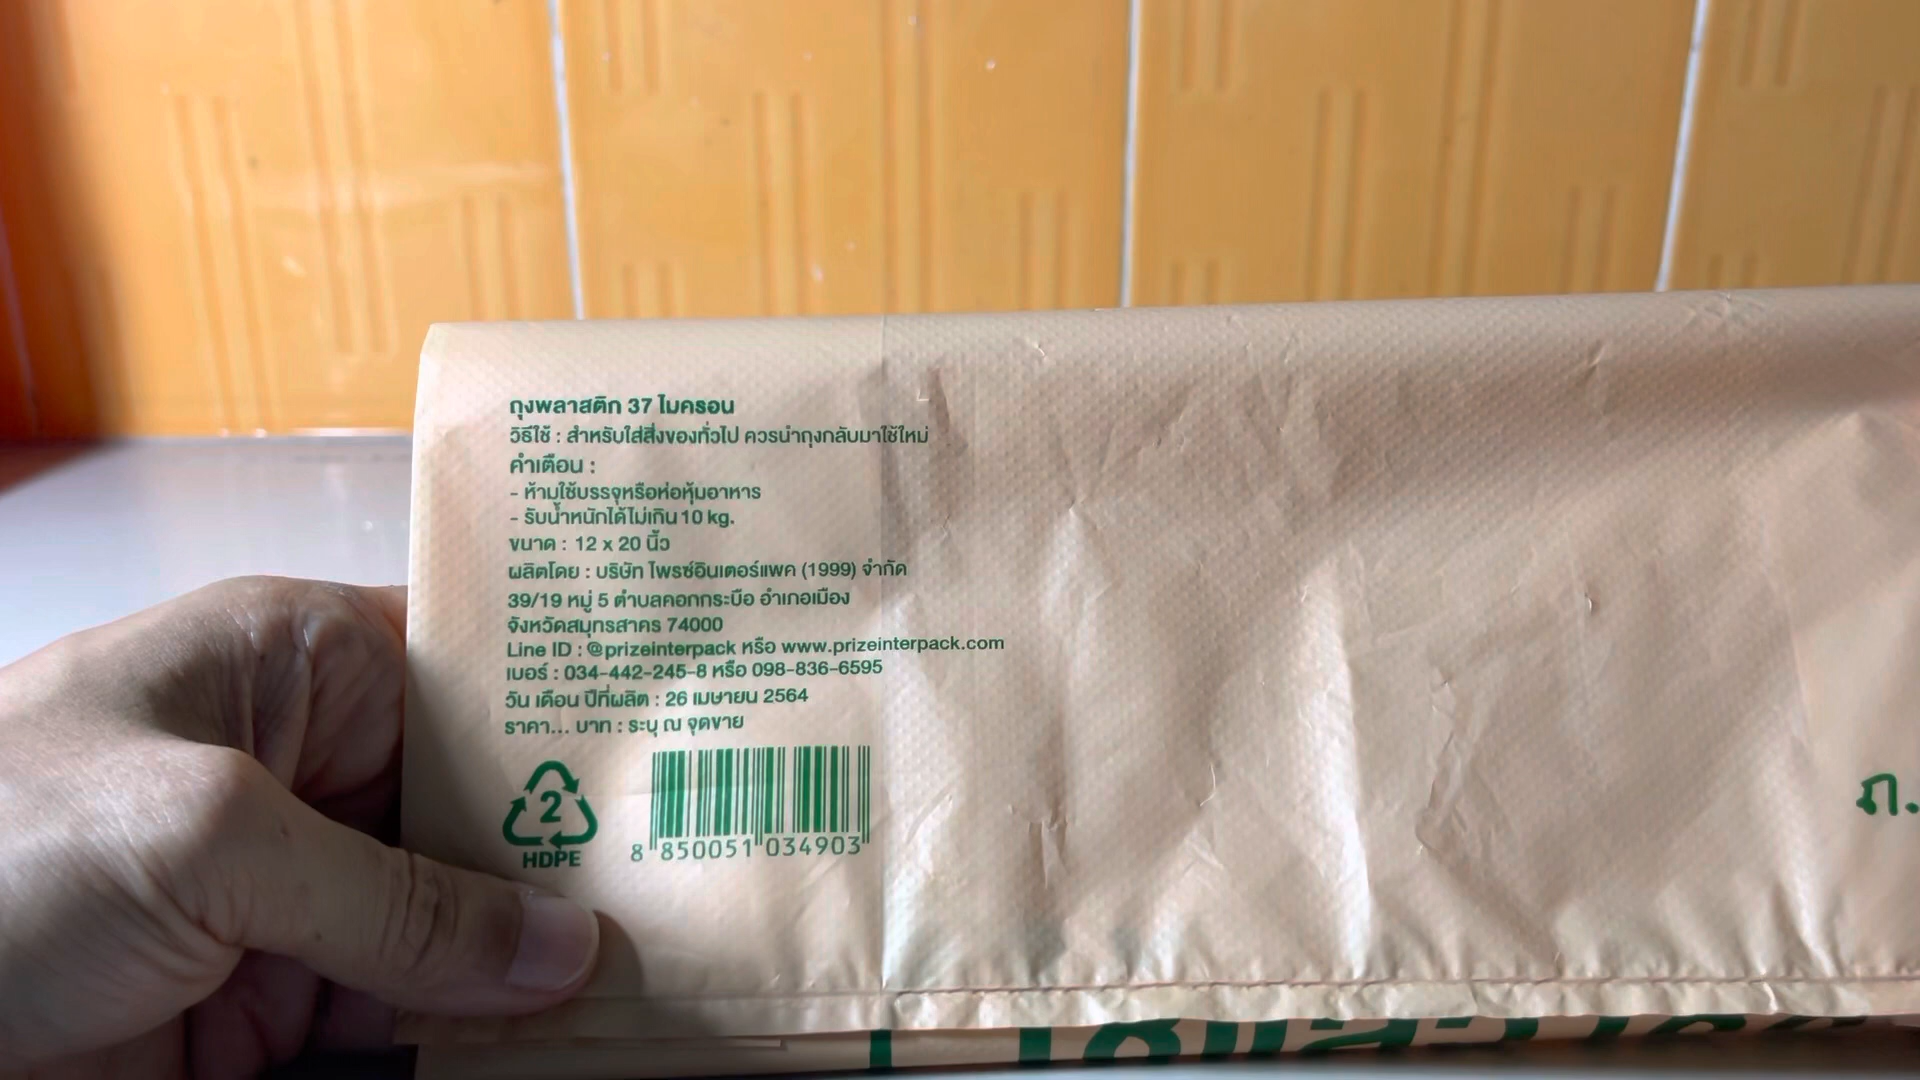 ถุงพลาสติก 37 ไมครอน
วิธีใช้ : สำหรับใส่สิ่งของทั่วไป ควรนำถุงกลับมาใช้ใหม่
คำเตือน :
- ห้ามใช้บรรจุหรือห่อหุ้มอาหาร
- รับน้ำหนักได้ไม่เกิน 10 kg.
ขนาด : 12 x 20 นิ้ว
ผลิตโดย : บริษัท ไพรซ์อินเตอร์แพค (1999) จำกัด
39/19 หมู่ 5 ตำบลคอกกระบือ อำเภอเมือง
จังหวัดสมุทรสาคร 74000
Line ID : @prizeinterpack หรือ www.prizeinterpack.com
เบอร์ : 034-442-245-8 หรือ 098-836-6595
วัน เดือน ปีที่ผลิต : 26 เมษายน 2564
ราคา... บาท : ระบุ ณ จุดขาย
2
HDPE
8 850051 034903
ภ.